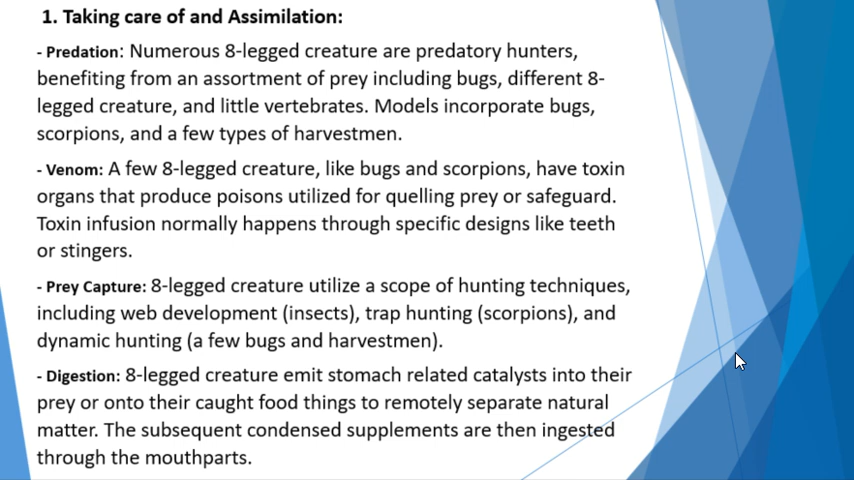 1. Taking care of and Assimilation:
- Predation: Numerous 8-legged creature are predatory hunters,
benefiting from an assortment of prey including bugs, different 8-
legged creature, and little vertebrates. Models incorporate bugs,
scorpions, and a few types of harvestmen.
- Venom: A few 8-legged creature, like bugs and scorpions, have toxin
organs that produce poisons utilized for quelling prey or safeguard.
Toxin infusion normally happens through specific designs like teeth
or stingers.
- Prey Capture: 8-legged creature utilize a scope of hunting techniques,
including web development (insects), trap hunting (scorpions), and
dynamic hunting (a few bugs and harvestmen).
- Digestion: 8-legged creature emit stomach related catalysts into their
prey or onto their caught food things to remotely separate natural
matter. The subsequent condensed supplements are then ingested
through the mouthparts.